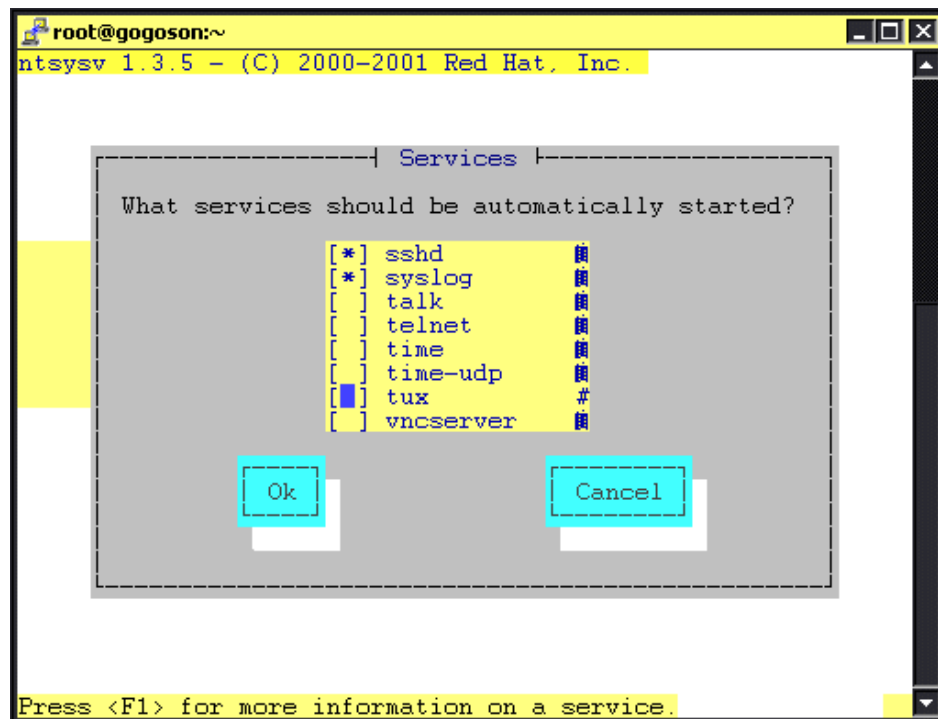 root@gogoson:~
ntsysv 1.3.5 - (C) 2000-2001 Red Hat, Inc.
Services
What services should be automatically started?
[*] sshd
[*] syslog
[ ] talk
[ ] telnet
[ ] time
[ ] time-udp
[ ] tux #
[ ] vncserver
Ok Cancel
Press <F1> for more information on a service.